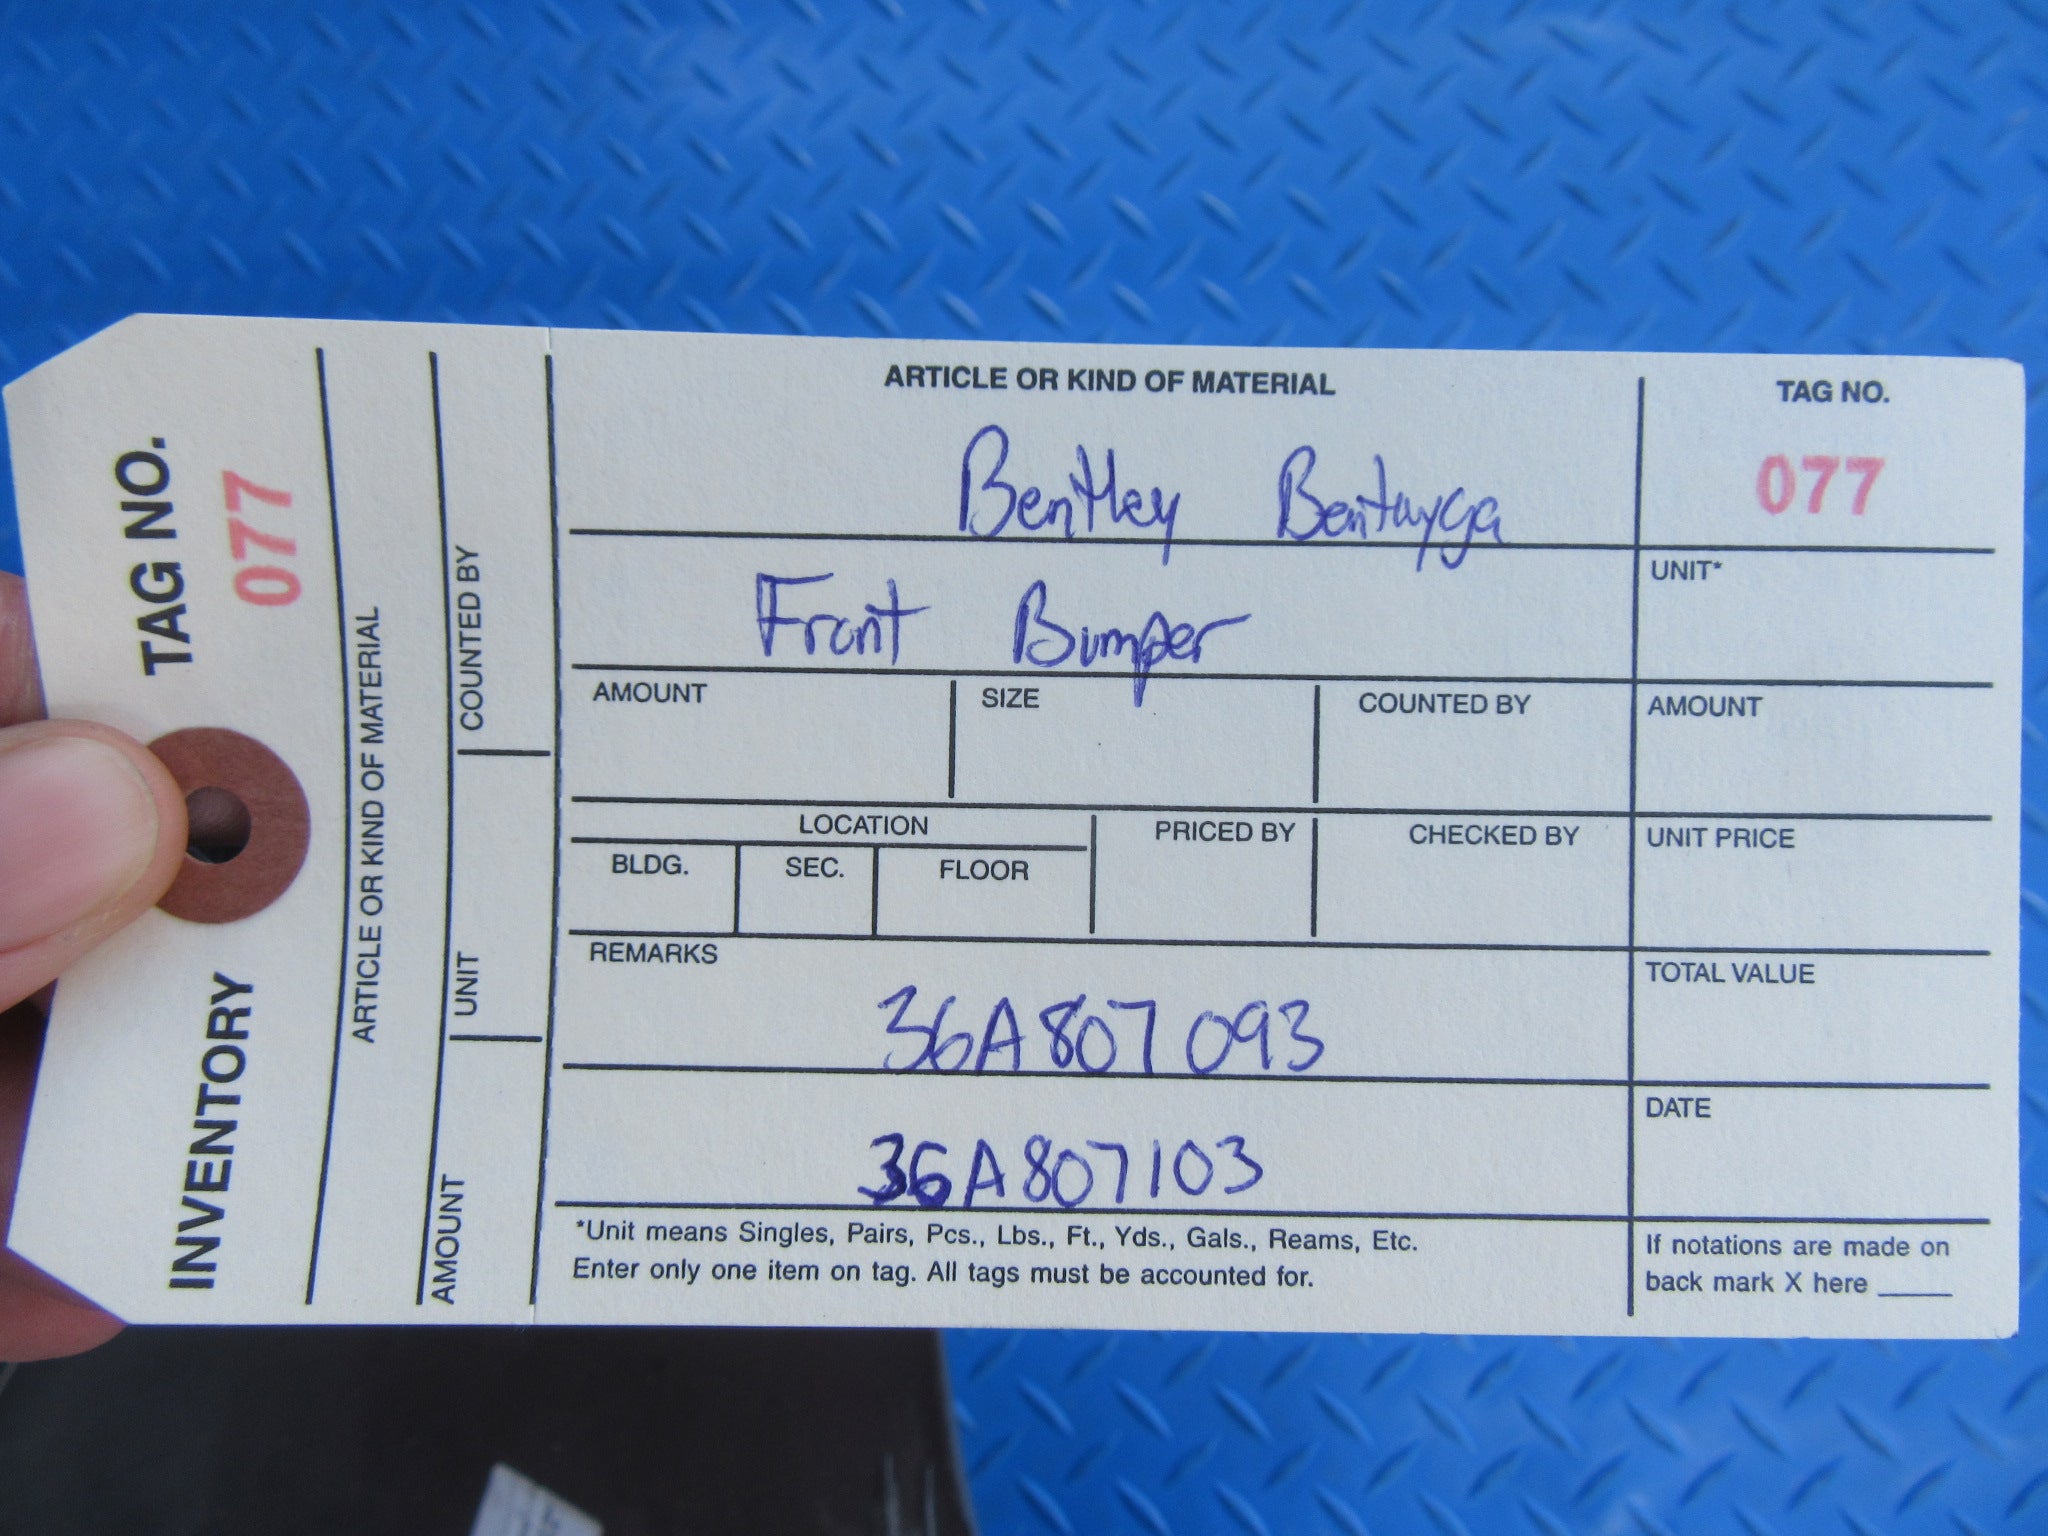 INVENTORY TAG NO.
077
ARTICLE OR KIND OF MATERIAL
AMOUNT UNIT COUNTED BY
ARTICLE OR KIND OF MATERIAL
Bentley Bentayga
Front Bumper
TAG NO.
077
UNIT*
AMOUNT SIZE COUNTED BY AMOUNT
LOCATION PRICED BY CHECKED BY UNIT PRICE
BLDG. SEC. FLOOR
REMARKS TOTAL VALUE
36A807093
DATE
36A807103
*Unit means Singles, Pairs, Pcs., Lbs., Ft., Yds., Gals., Reams, Etc.
Enter only one item on tag. All tags must be accounted for.
If notations are made on
back mark X here ____